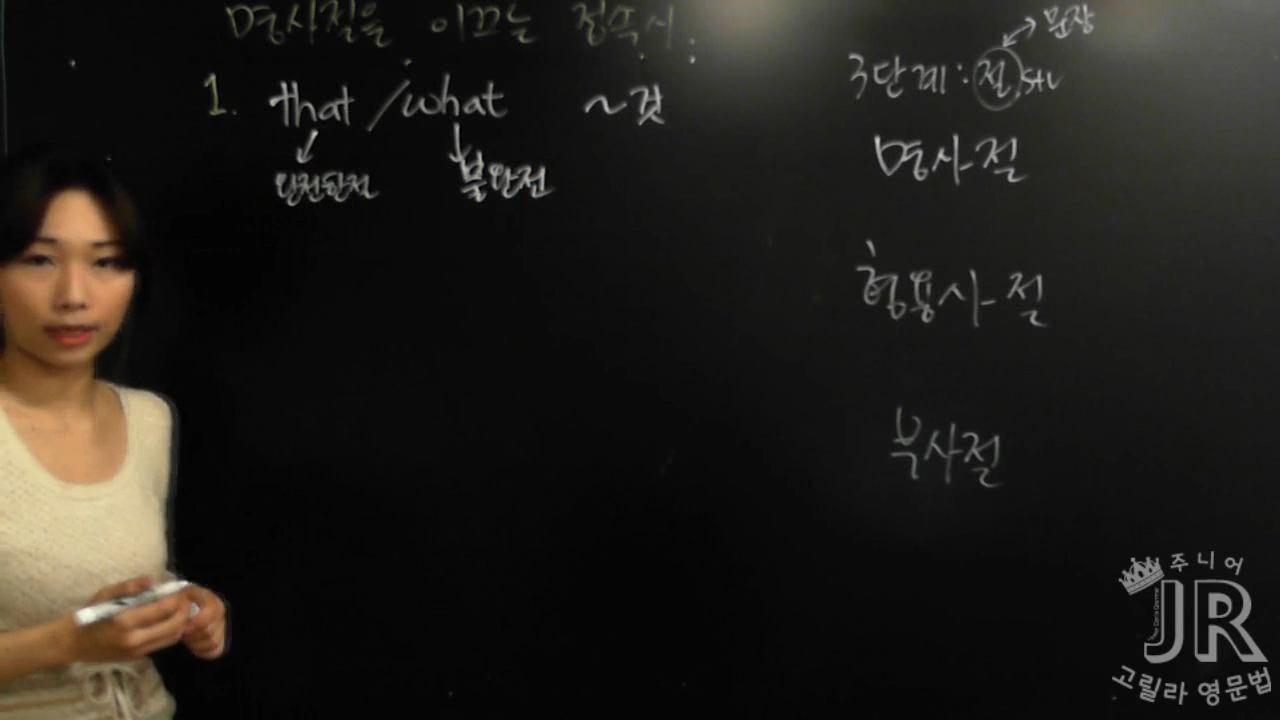 명사절을 이끄는 접속사:
1. that / what ~것
완전한절 불완전
문장
3단계: 절, S+V
명사절
형용사절
부사절
주니어
JR
고릴라 영문법